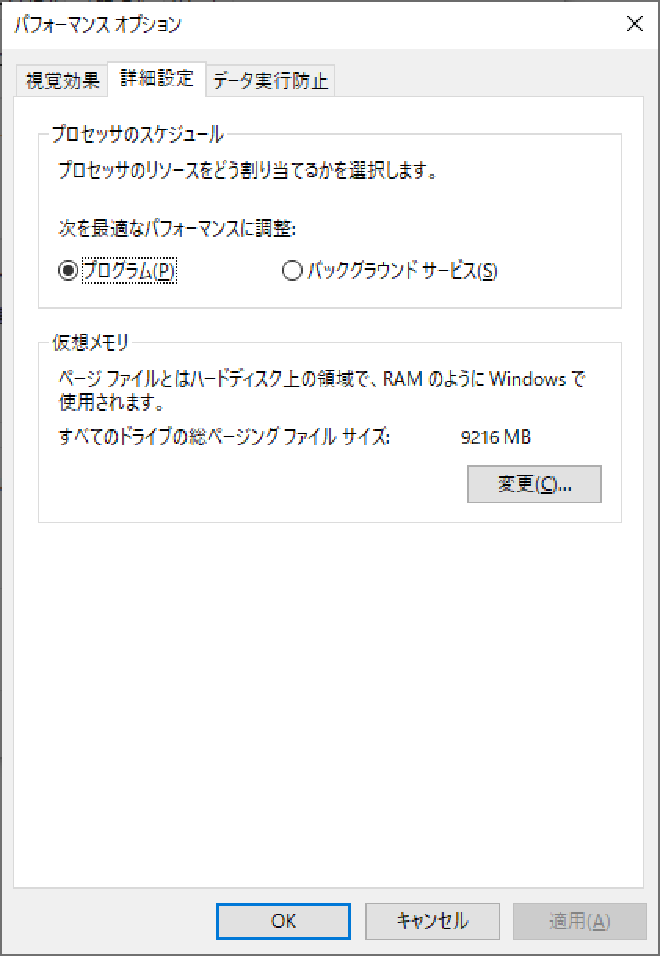 パフォーマンス オプション
視覚効果 詳細設定 データ実行防止
プロセッサのスケジュール
プロセッサのリソースをどう割り当てるかを選択します。
次を最適なパフォーマンスに調整:
プログラム(P) バックグラウンド サービス(S)
仮想メモリ
ページ ファイルとはハードディスク上の領域で、RAM のように Windows で
使用されます。
すべてのドライブの総ページング ファイル サイズ: 9216 MB
変更(C)...
OK キャンセル 適用(A)